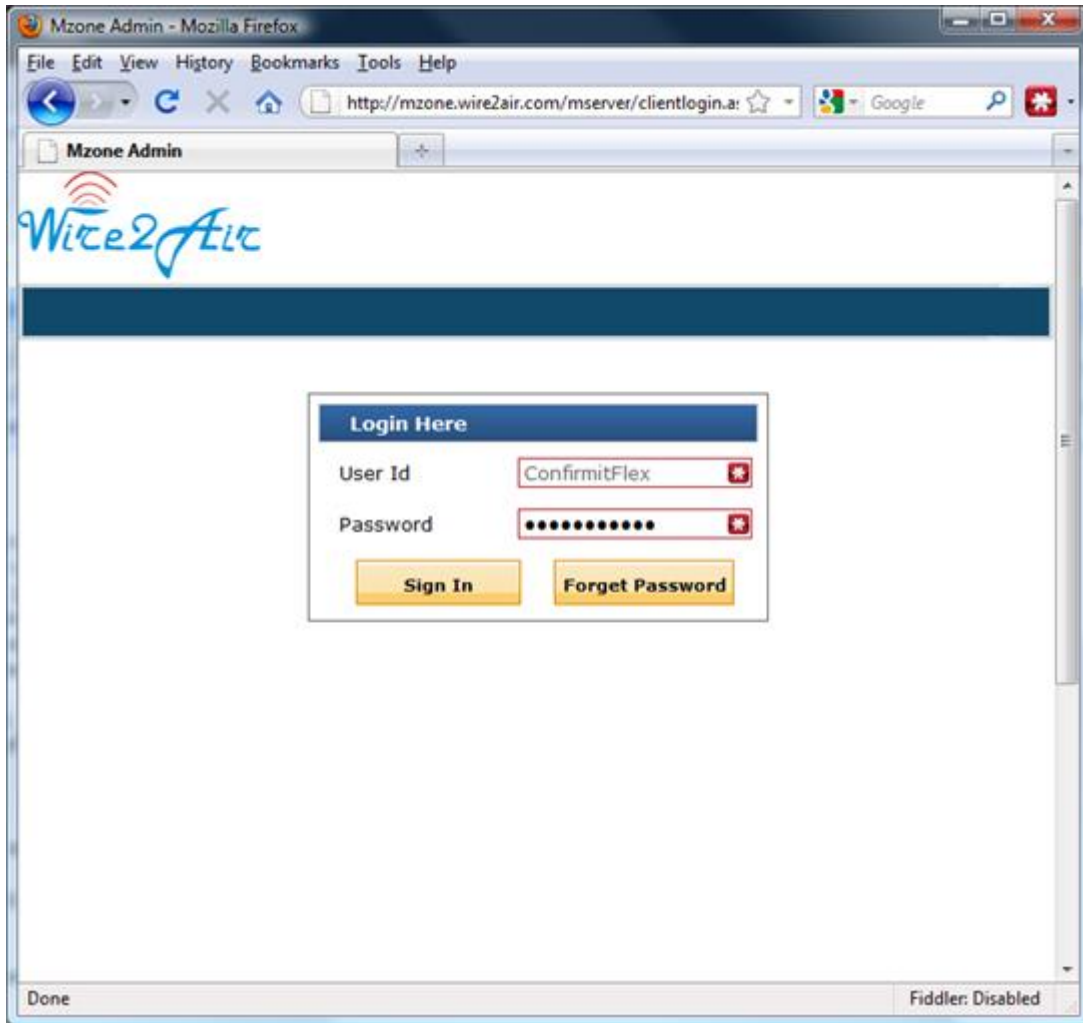 Mzone Admin - Mozilla Firefox
File Edit View History Bookmarks Tools Help
http://mzone.wire2air.com/mserver/clientlogin.a: Google
Mzone Admin
Wire2Air
Login Here
User Id ConfirmitFlex
Password •••••••••••
Sign In Forget Password
Done Fiddler: Disabled